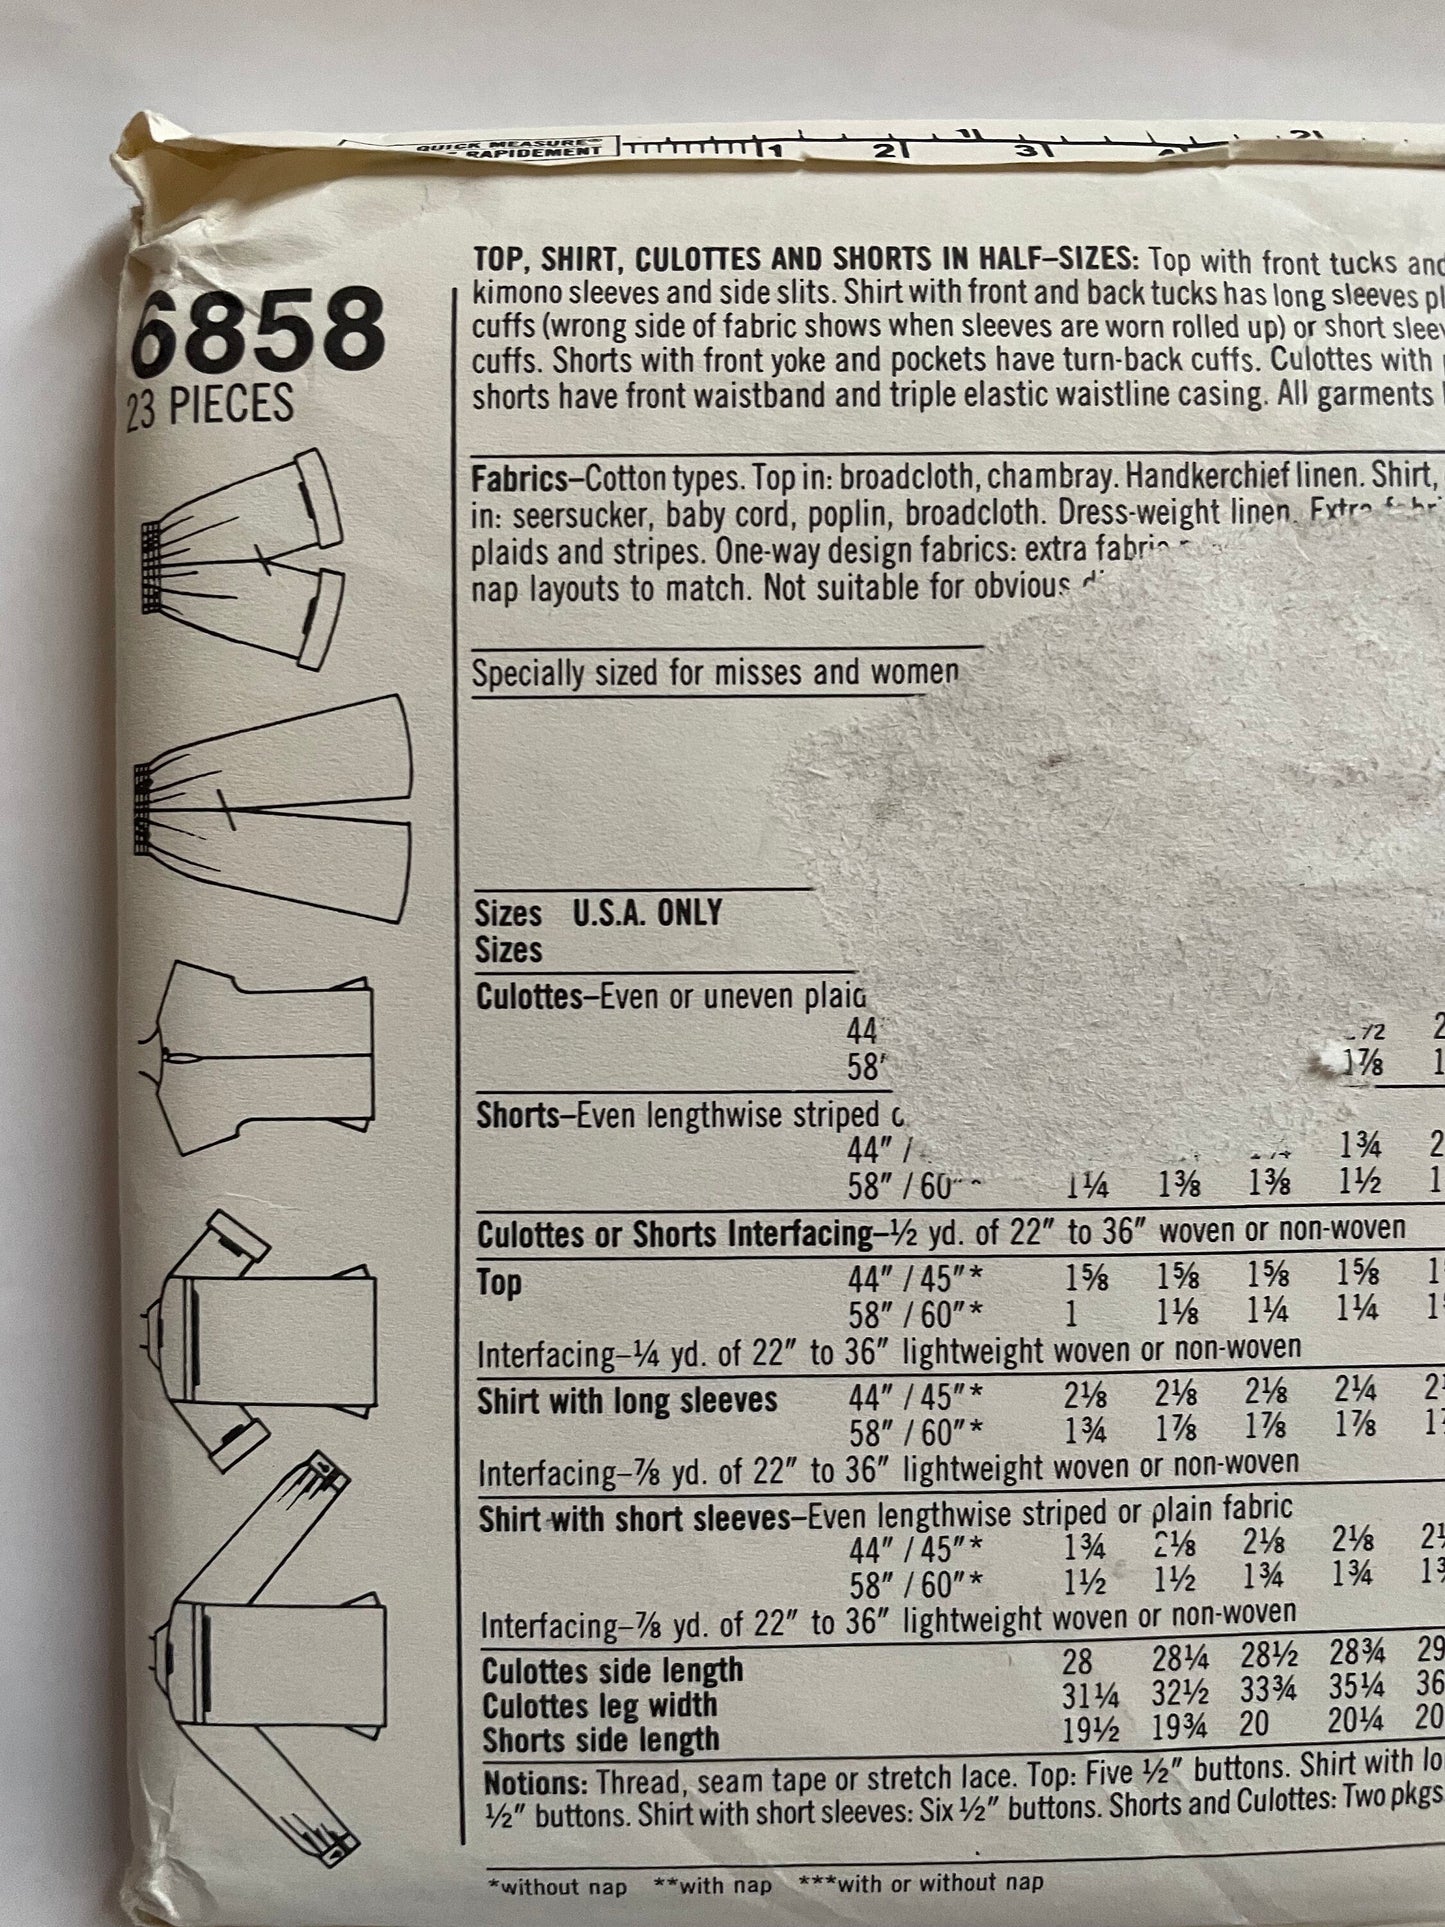 QUICK MEASURE
RAPIDEMENT
1 2 3
1 2
6858
23 PIECES
TOP, SHIRT, CULOTTES AND SHORTS IN HALF–SIZES: Top with front tucks and
kimono sleeves and side slits. Shirt with front and back tucks has long sleeves
cuffs (wrong side of fabric shows when sleeves are worn rolled up) or short
cuffs. Shorts with front yoke and pockets have turn-back cuffs. Culottes with
shorts have front waistband and triple elastic waistline casing. All garments
Fabrics–Cotton types. Top in: broadcloth, chambray. Handkerchief linen. Shirt,
in: seersucker, baby cord, poplin, broadcloth. Dress-weight linen. Extra
plaids and stripes. One-way design fabrics: extra fabric
nap layouts to match. Not suitable for obvious
Specially sized for misses and women
Sizes U.S.A. ONLY
Sizes
Culottes–Even or uneven plaid
44
58" 1⅞
Shorts–Even lengthwise striped
44" / 1¾
58" / 60 1¼ 1⅜ 1⅜ 1½
Culottes or Shorts Interfacing–½ yd. of 22" to 36" woven or non-woven
Top 44" / 45"* 1⅝ 1⅝ 1⅝ 1⅝
58" / 60"* 1 1⅛ 1¼ 1¼
Interfacing–¼ yd. of 22" to 36" lightweight woven or non-woven
Shirt with long sleeves 44" / 45"* 2⅛ 2⅛ 2⅛ 2¼
58" / 60"* 1¾ 1⅞ 1⅞ 1⅞
Interfacing–⅞ yd. of 22" to 36" lightweight woven or non-woven
Shirt with short sleeves–Even lengthwise striped or plain fabric
44" / 45"* 1¾ 2⅛ 2⅛ 2⅛
58" / 60"* 1½ 1½ 1¾ 1¾
Interfacing–⅞ yd. of 22" to 36" lightweight woven or non-woven
Culottes side length 28 28¼ 28½ 28¾ 29
Culottes leg width 31¼ 32½ 33¾ 35¼ 36
Shorts side length 19½ 19¾ 20 20¼ 20
Notions: Thread, seam tape or stretch lace. Top: Five ½" buttons. Shirt with
½" buttons. Shirt with short sleeves: Six ½" buttons. Shorts and Culottes: Two pkgs.
*without nap **with nap ***with or without nap